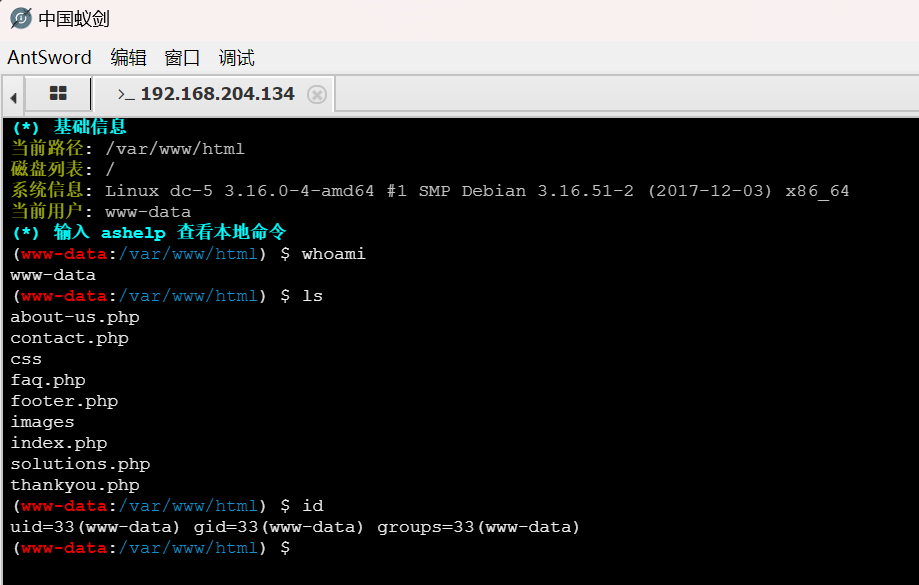 中国蚁剑
AntSword 编辑 窗口 调试
>_ 192.168.204.134
(*) 基础信息
当前路径: /var/www/html
磁盘列表: /
系统信息: Linux dc-5 3.16.0-4-amd64 #1 SMP Debian 3.16.51-2 (2017-12-03) x86_64
当前用户: www-data
(*) 输入 ashelp 查看本地命令
(www-data:/var/www/html) $ whoami
www-data
(www-data:/var/www/html) $ ls
about-us.php
contact.php
css
faq.php
footer.php
images
index.php
solutions.php
thankyou.php
(www-data:/var/www/html) $ id
uid=33(www-data) gid=33(www-data) groups=33(www-data)
(www-data:/var/www/html) $